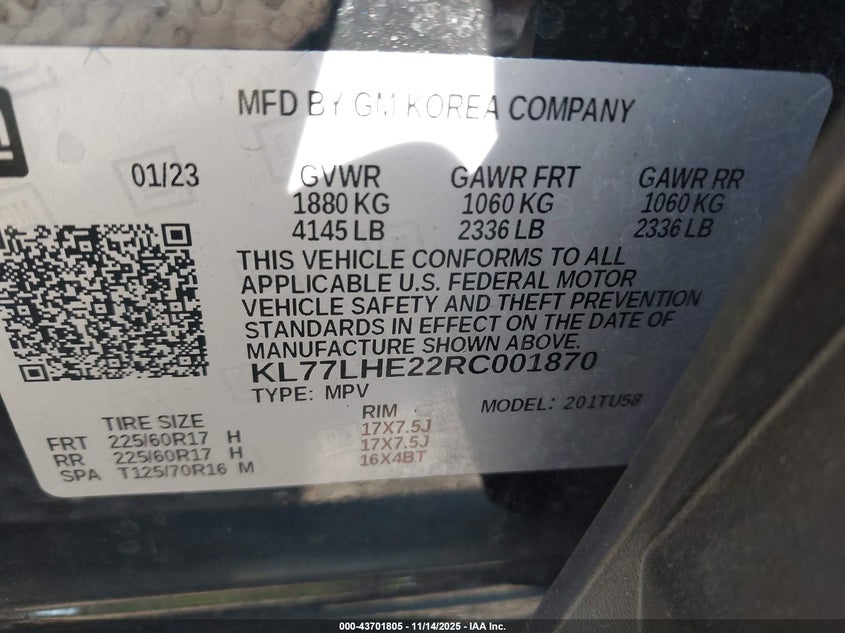 MFD BY GM KOREA COMPANY
01/23 GVWR GAWR FRT GAWR RR
1880 KG 1060 KG 1060 KG
4145 LB 2336 LB 2336 LB
THIS VEHICLE CONFORMS TO ALL
APPLICABLE U.S. FEDERAL MOTOR
VEHICLE SAFETY AND THEFT PREVENTION
STANDARDS IN EFFECT ON THE DATE OF
MANUFACTURE SHOWN ABOVE.
KL77LHE22RC001870
TYPE: MPV MODEL: 201TU58
TIRE SIZE RIM
FRT 225/60R17 H 17X7.5J
RR 225/60R17 H 17X7.5J
SPA T125/70R16 M 16X4BT
000-43701805 - 11/14/2025 - IAA Inc.